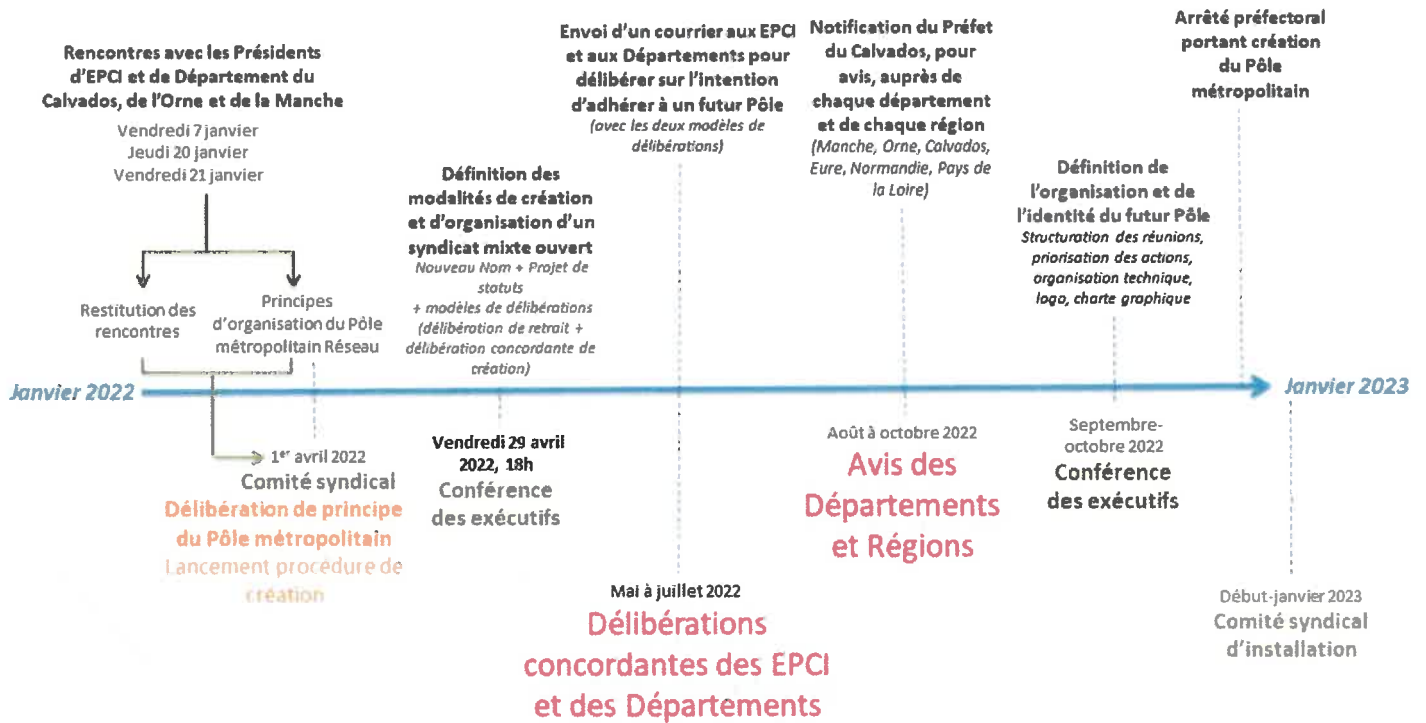 Rencontres avec les Présidents
d'EPCI et de Département du
Calvados, de l'Orne et de la Manche
Vendredi 7 janvier
Jeudi 20 janvier
Vendredi 21 janvier
Restitution des
rencontres
Principes
d'organisation du Pôle
métropolitain Réseau
Définition des
modalités de création
et d'organisation d'un
syndicat mixte ouvert
Nouveau Nom + Projet de
statuts
+ modèles de délibérations
(délibération de retrait +
délibération concordante de
création)
Envoi d'un courrier aux EPCI
et aux Départements pour
délibérer sur l'intention
d'adhérer à un futur Pôle
(avec les deux modèles de
délibérations)
Notification du Préfet
du Calvados, pour
avis, auprès de
chaque département
et de chaque région
(Manche, Orne, Calvados,
Eure, Normandie, Pays de
la Loire)
Définition de
l'organisation et de
l'identité du futur Pôle
Structuration des réunions,
priorisation des actions,
organisation technique,
logo, charte graphique
Arrêté préfectoral
portant création
du Pôle
métropolitain
Janvier 2022
Janvier 2023
1er avril 2022
Comité syndical
Délibération de principe
du Pôle métropolitain
Lancement procédure de
création
Vendredi 29 avril
2022, 18h
Conférence
des exécutifs
Mai à juillet 2022
Délibérations
concordantes des EPCI
et des Départements
Août à octobre 2022
Avis des
Départements
et Régions
Septembre-
octobre 2022
Conférence
des exécutifs
Début-janvier 2023
Comité syndical
d'installation